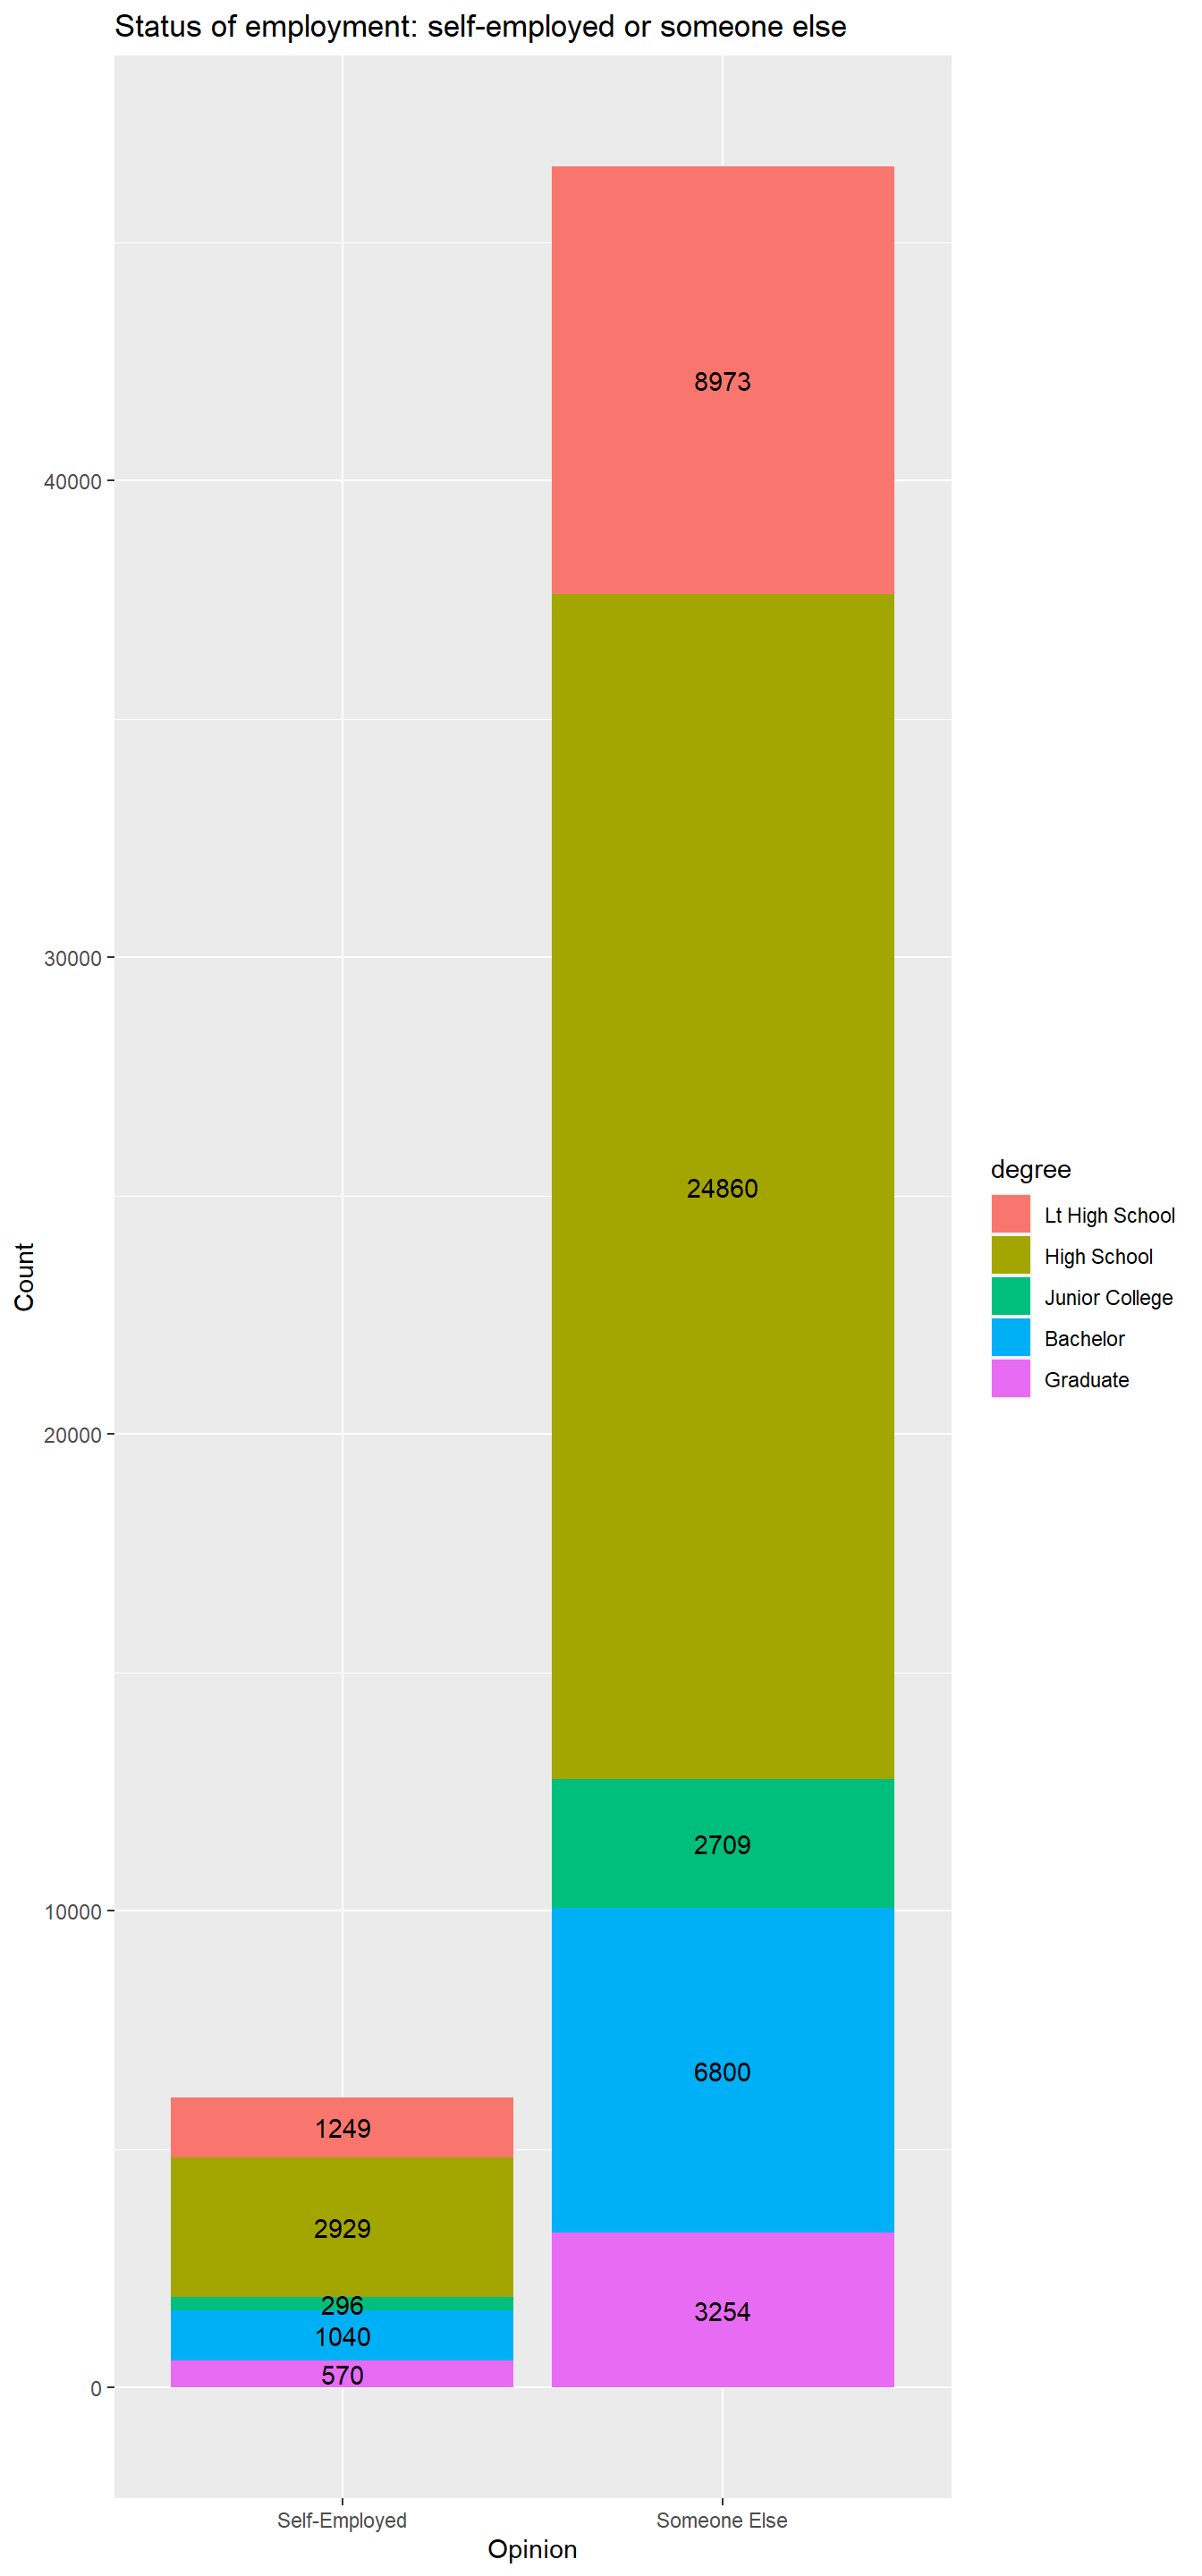 Status of employment: self-employed or someone else
Count
40000
30000
20000
10000
0
8973
24860
2709
6800
3254
1249
2929
296
1040
570
Self-Employed
Someone Else
Opinion
degree
Lt High School
High School
Junior College
Bachelor
Graduate